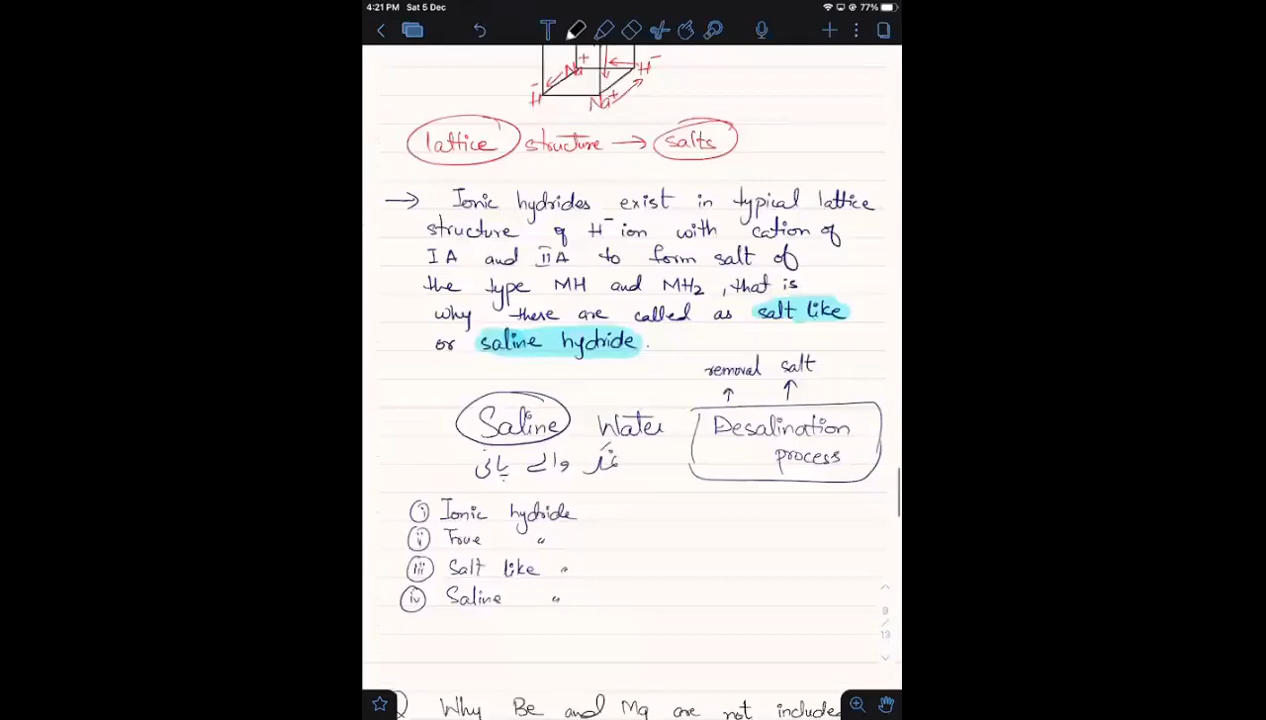 4:21 PM Sat 5 Dec
77%
Na+
H-
H-
Na+
lattice structure → salts
→ Ionic hydrides exist in typical lattice
structure of H- ion with cation of
IA and IIA to form salt of
the type MH and MH2, that is
why there are called as salt like
or saline hydride.
removal salt
Saline Water
Desalination
process
والے پانی
i Ionic hydride
ii True "
iii Salt like "
iv Saline "
9
/
13
Q Why Be and Mg are not include